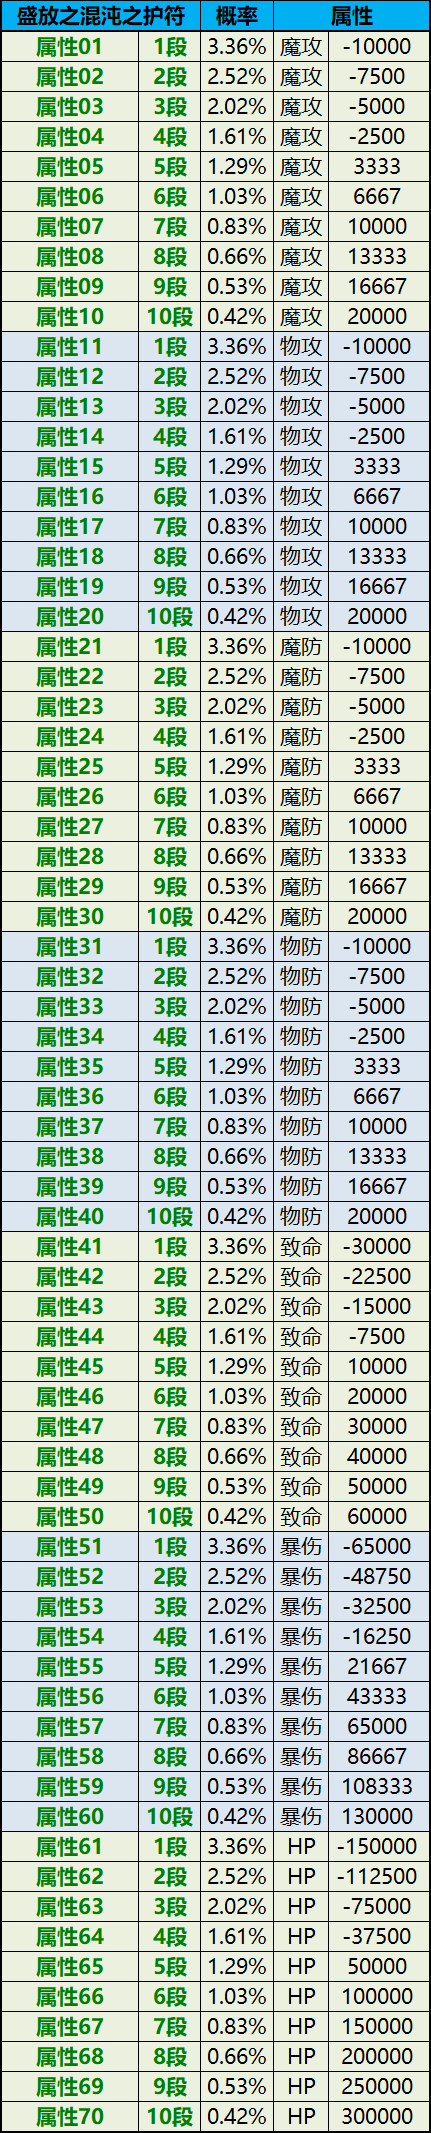 盛放之混沌之护符 概率 属性
属性01 1段 3.36% 魔攻 -10000
属性02 2段 2.52% 魔攻 -7500
属性03 3段 2.02% 魔攻 -5000
属性04 4段 1.61% 魔攻 -2500
属性05 5段 1.29% 魔攻 3333
属性06 6段 1.03% 魔攻 6667
属性07 7段 0.83% 魔攻 10000
属性08 8段 0.66% 魔攻 13333
属性09 9段 0.53% 魔攻 16667
属性10 10段 0.42% 魔攻 20000
属性11 1段 3.36% 物攻 -10000
属性12 2段 2.52% 物攻 -7500
属性13 3段 2.02% 物攻 -5000
属性14 4段 1.61% 物攻 -2500
属性15 5段 1.29% 物攻 3333
属性16 6段 1.03% 物攻 6667
属性17 7段 0.83% 物攻 10000
属性18 8段 0.66% 物攻 13333
属性19 9段 0.53% 物攻 16667
属性20 10段 0.42% 物攻 20000
属性21 1段 3.36% 魔防 -10000
属性22 2段 2.52% 魔防 -7500
属性23 3段 2.02% 魔防 -5000
属性24 4段 1.61% 魔防 -2500
属性25 5段 1.29% 魔防 3333
属性26 6段 1.03% 魔防 6667
属性27 7段 0.83% 魔防 10000
属性28 8段 0.66% 魔防 13333
属性29 9段 0.53% 魔防 16667
属性30 10段 0.42% 魔防 20000
属性31 1段 3.36% 物防 -10000
属性32 2段 2.52% 物防 -7500
属性33 3段 2.02% 物防 -5000
属性34 4段 1.61% 物防 -2500
属性35 5段 1.29% 物防 3333
属性36 6段 1.03% 物防 6667
属性37 7段 0.83% 物防 10000
属性38 8段 0.66% 物防 13333
属性39 9段 0.53% 物防 16667
属性40 10段 0.42% 物防 20000
属性41 1段 3.36% 致命 -30000
属性42 2段 2.52% 致命 -22500
属性43 3段 2.02% 致命 -15000
属性44 4段 1.61% 致命 -7500
属性45 5段 1.29% 致命 10000
属性46 6段 1.03% 致命 20000
属性47 7段 0.83% 致命 30000
属性48 8段 0.66% 致命 40000
属性49 9段 0.53% 致命 50000
属性50 10段 0.42% 致命 60000
属性51 1段 3.36% 暴伤 -65000
属性52 2段 2.52% 暴伤 -48750
属性53 3段 2.02% 暴伤 -32500
属性54 4段 1.61% 暴伤 -16250
属性55 5段 1.29% 暴伤 21667
属性56 6段 1.03% 暴伤 43333
属性57 7段 0.83% 暴伤 65000
属性58 8段 0.66% 暴伤 86667
属性59 9段 0.53% 暴伤 108333
属性60 10段 0.42% 暴伤 130000
属性61 1段 3.36% HP -150000
属性62 2段 2.52% HP -112500
属性63 3段 2.02% HP -75000
属性64 4段 1.61% HP -37500
属性65 5段 1.29% HP 50000
属性66 6段 1.03% HP 100000
属性67 7段 0.83% HP 150000
属性68 8段 0.66% HP 200000
属性69 9段 0.53% HP 250000
属性70 10段 0.42% HP 300000